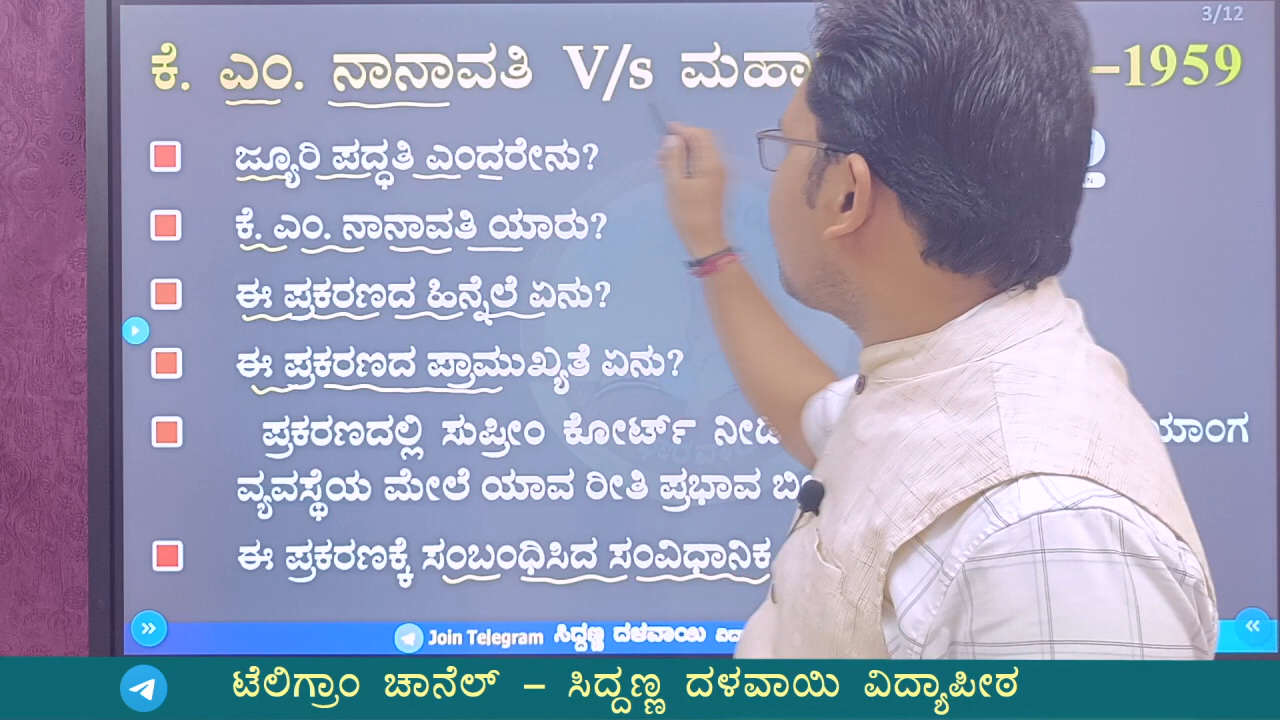 3/12
ಕೆ. ಎಂ. ನಾನಾವತಿ V/s ಮಹಾ –1959
ಜ್ಯೂರಿ ಪದ್ಧತಿ ಎಂದರೇನು?
ಕೆ. ಎಂ. ನಾನಾವತಿ ಯಾರು?
ಈ ಪ್ರಕರಣದ ಹಿನ್ನೆಲೆ ಏನು?
ಈ ಪ್ರಕರಣದ ಪ್ರಾಮುಖ್ಯತೆ ಏನು?
ಪ್ರಕರಣದಲ್ಲಿ ಸುಪ್ರೀಂ ಕೋರ್ಟ್ ನೀಡಿ ಯಾಂಗ
ವ್ಯವಸ್ಥೆಯ ಮೇಲೆ ಯಾವ ರೀತಿ ಪ್ರಭಾವ
ಈ ಪ್ರಕರಣಕ್ಕೆ ಸಂಬಂಧಿಸಿದ ಸಂವಿಧಾನಿಕ
Join Telegram ಸಿದ್ದಣ್ಣ ದಳವಾಯಿ
ಟೆಲಿಗ್ರಾಂ ಚಾನೆಲ್ – ಸಿದ್ದಣ್ಣ ದಳವಾಯಿ ವಿದ್ಯಾಪೀಠ